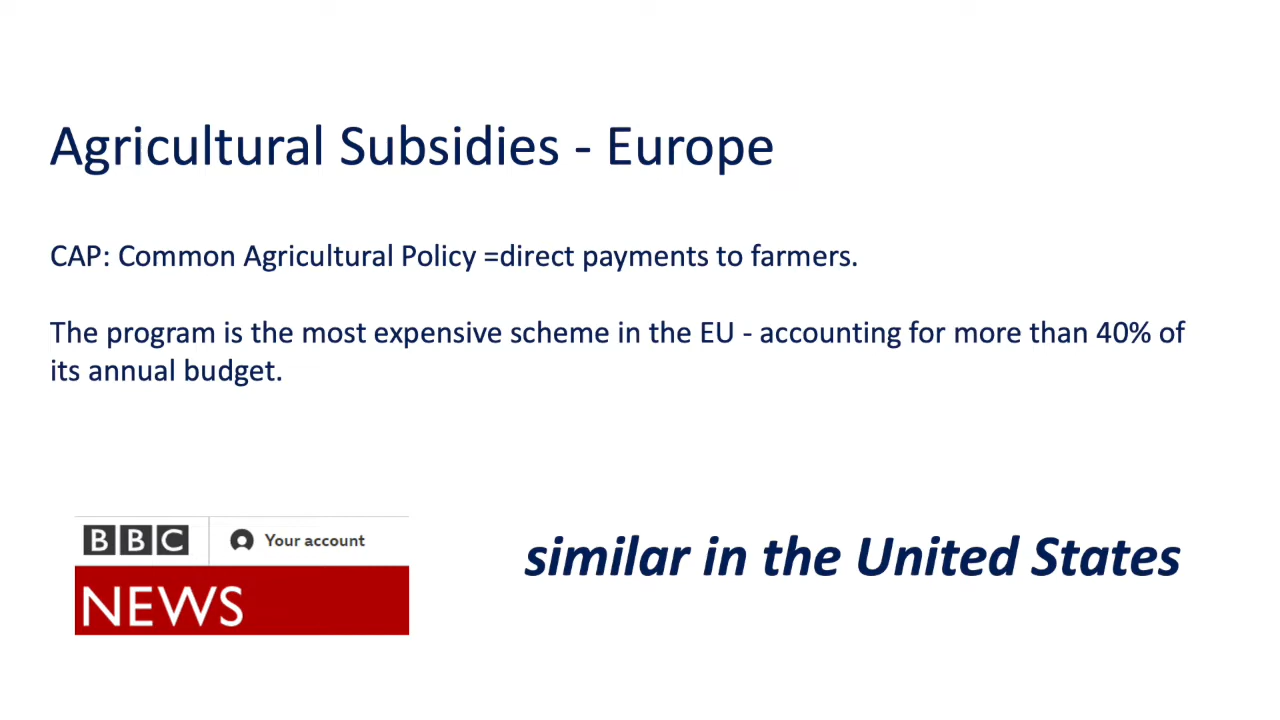 Agricultural Subsidies - Europe
CAP: Common Agricultural Policy =direct payments to farmers.
The program is the most expensive scheme in the EU - accounting for more than 40% of
its annual budget.
BBC
Your account
NEWS
similar in the United States